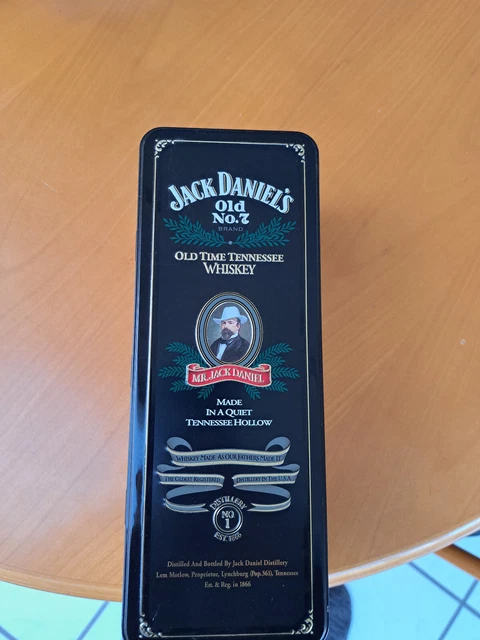 JACK DANIEL'S
Old
No.7
BRAND
OLD TIME TENNESSEE
WHISKEY
MR. JACK DANIEL
MADE
IN A QUIET
TENNESSEE HOLLOW
WHISKEY MADE AS OUR FATHERS MADE IT
THE OLDEST REGISTERED DISTILLERY IN THE U.S.A.
DISTILLERY
NO.
1
EST. 1866
Distilled And Bottled By Jack Daniel Distillery
Lem Motlow, Proprietor, Lynchburg (Pop.361), Tennessee
Est. & Reg. in 1866